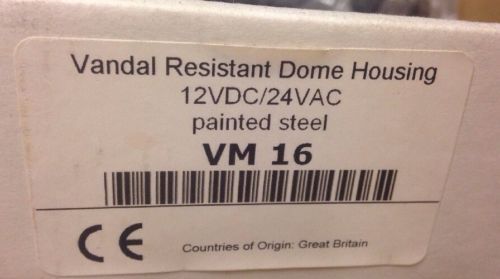 Vandal Resistant Dome Housing
12VDC/24VAC
painted steel
VM 16
CE
Countries of Origin: Great Britain